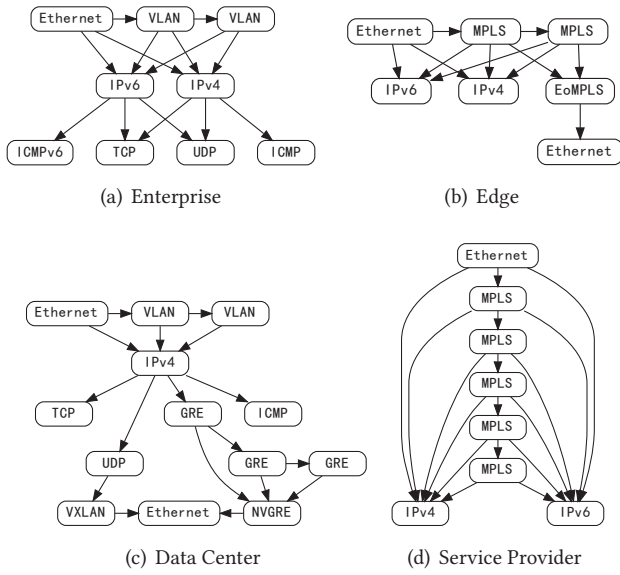 Ethernet VLAN VLAN
IPv6 IPv4
ICMPv6 TCP UDP ICMP
(a) Enterprise
Ethernet MPLS MPLS
IPv6 IPv4 EoMPLS
Ethernet
(b) Edge
Ethernet VLAN VLAN
IPv4
TCP GRE ICMP
UDP GRE GRE
VXLAN Ethernet NVGRE
(c) Data Center
Ethernet
MPLS
MPLS
MPLS
MPLS
MPLS
IPv4 IPv6
(d) Service Provider